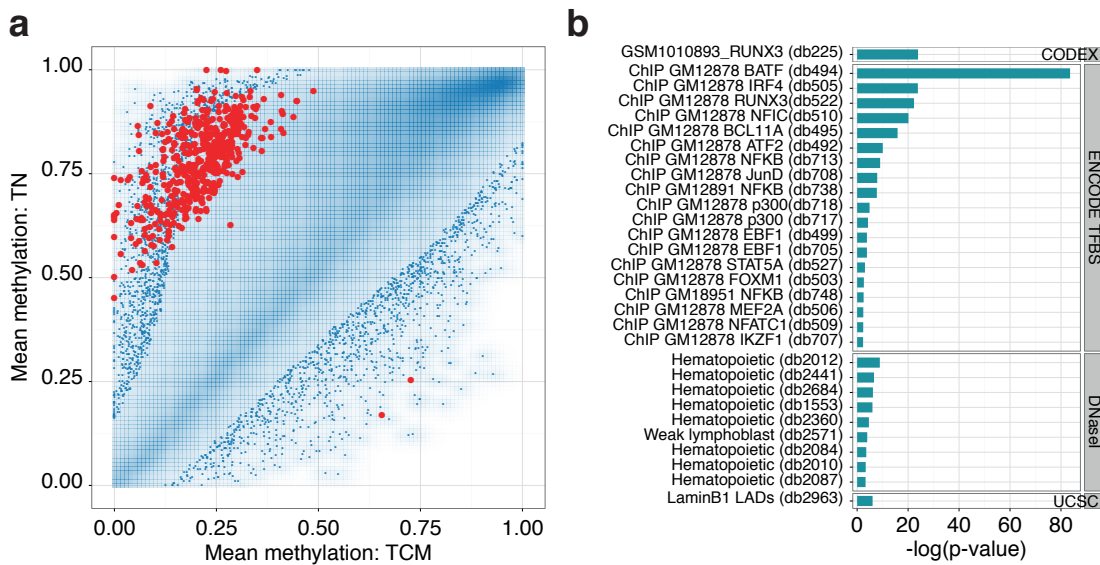 a
1.00
0.75
0.50
0.25
0.00
Mean methylation: TN
0.00 0.25 0.50 0.75 1.00
Mean methylation: TCM
b
GSM1010893_RUNX3 (db225)
CODEX
ChIP GM12878 BATF (db494)
ChIP GM12878 IRF4 (db505)
ChIP GM12878 RUNX3(db522)
ChIP GM12878 NFIC(db510)
ChIP GM12878 BCL11A (db495)
ChIP GM12878 ATF2 (db492)
ChIP GM12878 NFKB (db713)
ChIP GM12878 JunD (db708)
ChIP GM12891 NFKB (db738)
ChIP GM12878 p300(db718)
ChIP GM12878 p300 (db717)
ChIP GM12878 EBF1 (db499)
ChIP GM12878 EBF1 (db705)
ChIP GM12878 STAT5A (db527)
ChIP GM12878 FOXM1 (db503)
ChIP GM18951 NFKB (db748)
ChIP GM12878 MEF2A (db506)
ChIP GM12878 NFATC1(db509)
ChIP GM12878 IKZF1 (db707)
ENCODE TFBS
Hematopoietic (db2012)
Hematopoietic (db2441)
Hematopoietic (db2684)
Hematopoietic (db1553)
Hematopoietic (db2360)
Weak lymphoblast (db2571)
Hematopoietic (db2084)
Hematopoietic (db2010)
Hematopoietic (db2087)
DNaseI
LaminB1 LADs (db2963)
UCSC
0 20 40 60 80
-log(p-value)